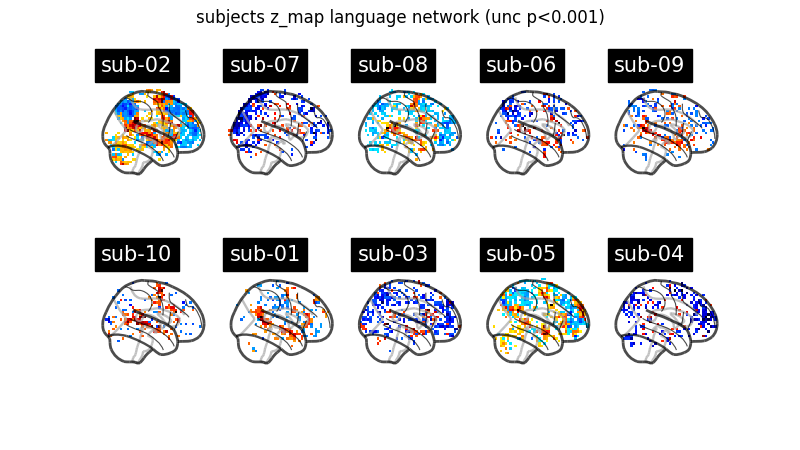 subjects z_map language network (unc p<0.001)
sub-02
sub-07
sub-08
sub-06
sub-09
sub-10
sub-01
sub-03
sub-05
sub-04